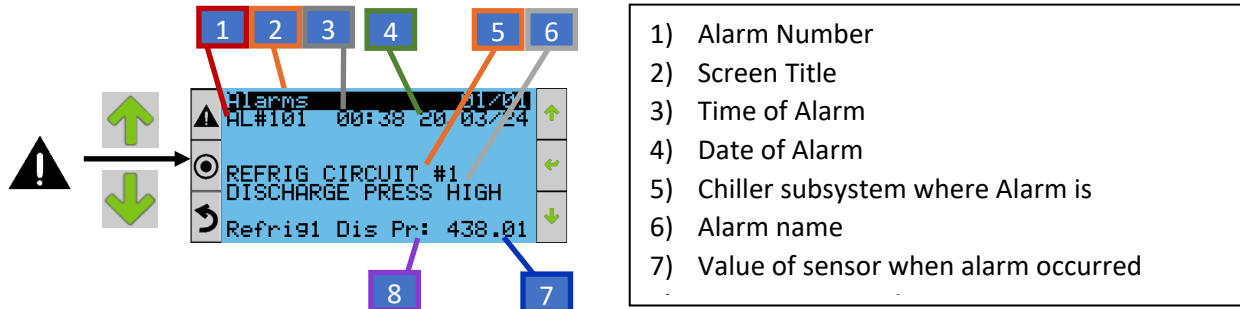 1 2 3 4 5 6
Alarms 01/01
AL#101 00:38 20/03/24
REFRIG CIRCUIT #1
DISCHARGE PRESS HIGH
Refrig1 Dis Pr: 438.01
8 7
1) Alarm Number
2) Screen Title
3) Time of Alarm
4) Date of Alarm
5) Chiller subsystem where Alarm is
6) Alarm name
7) Value of sensor when alarm occurred